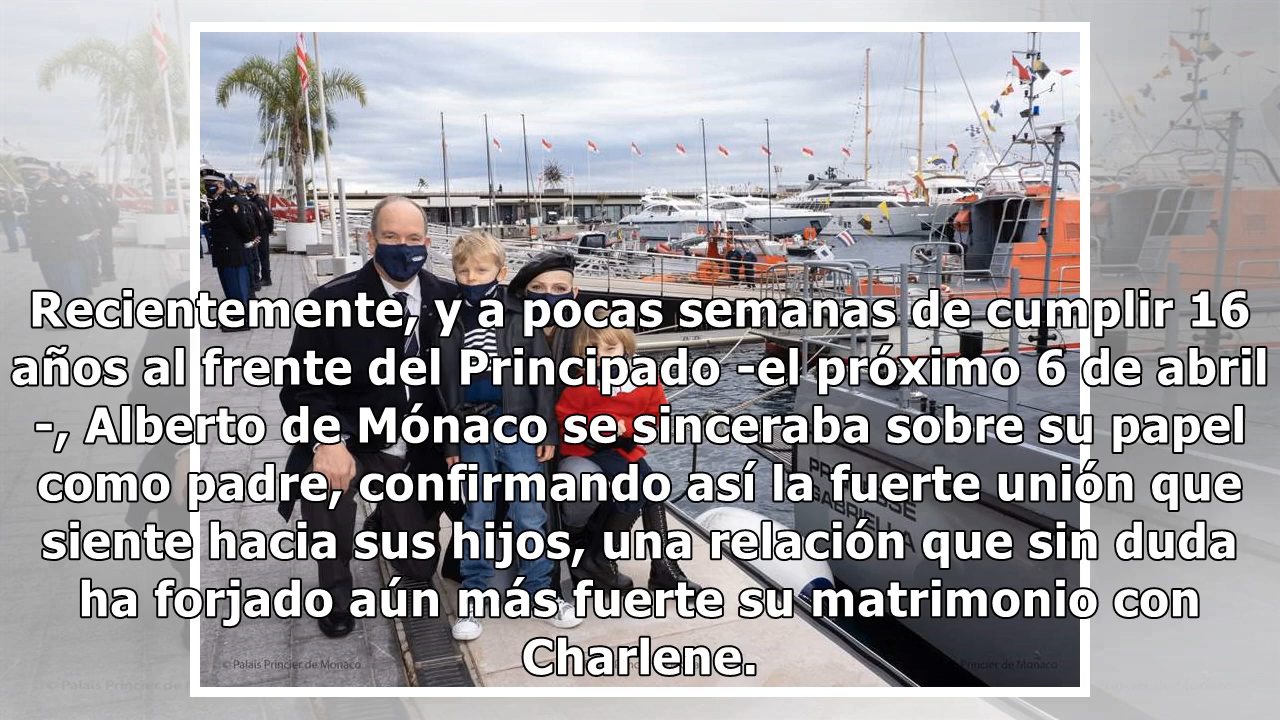 Recientemente, y a pocas semanas de cumplir 16
años al frente del Principado -el próximo 6 de abril
-, Alberto de Mónaco se sinceraba sobre su papel
como padre, confirmando así la fuerte unión que
siente hacia sus hijos, una relación que sin duda
ha forjado aún más fuerte su matrimonio con
Charlene.
GABRIELLA
© Palais Princier de Monaco
Princier de Monaco
© Palais Princier de M